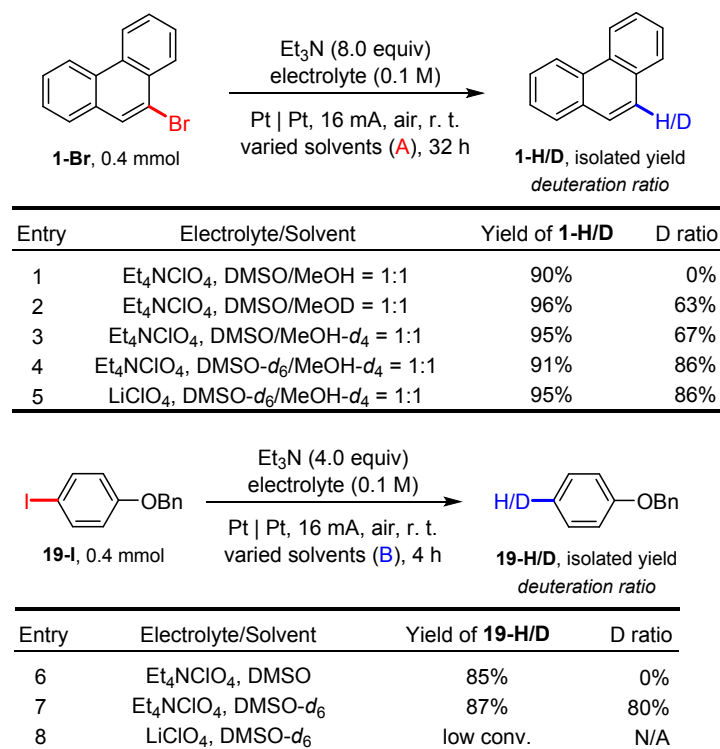 Et3N (8.0 equiv)
electrolyte (0.1 M)
Br
H/D
Pt | Pt, 16 mA, air, r. t.
varied solvents (A), 32 h
1-Br, 0.4 mmol
1-H/D, isolated yield
deuteration ratio
Entry Electrolyte/Solvent Yield of 1-H/D D ratio
1 Et4NClO4, DMSO/MeOH = 1:1 90% 0%
2 Et4NClO4, DMSO/MeOD = 1:1 96% 63%
3 Et4NClO4, DMSO/MeOH-d4 = 1:1 95% 67%
4 Et4NClO4, DMSO-d6/MeOH-d4 = 1:1 91% 86%
5 LiClO4, DMSO-d6/MeOH-d4 = 1:1 95% 86%
Et3N (4.0 equiv)
electrolyte (0.1 M)
I OBn
H/D OBn
Pt | Pt, 16 mA, air, r. t.
varied solvents (B), 4 h
19-I, 0.4 mmol
19-H/D, isolated yield
deuteration ratio
Entry Electrolyte/Solvent Yield of 19-H/D D ratio
6 Et4NClO4, DMSO 85% 0%
7 Et4NClO4, DMSO-d6 87% 80%
8 LiClO4, DMSO-d6 low conv. N/A